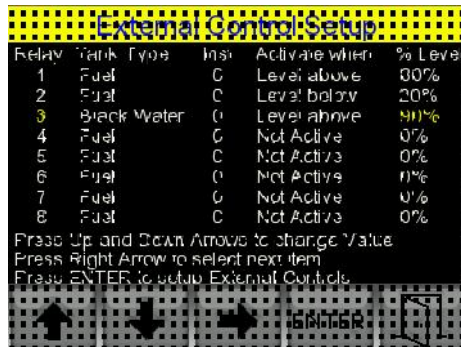 External Control Setup
Relay Tank Type Inst Activate when % Level
1 Fuel 0 Level above 80%
2 Fuel 0 Level below 20%
3 Black Water 0 Level above 90%
4 Fuel 0 Not Active 0%
5 Fuel 0 Not Active 0%
6 Fuel 0 Not Active 0%
7 Fuel 0 Not Active 0%
8 Fuel 0 Not Active 0%
Press Up and Down Arrows to change Value
Press Right Arrow to select next item
Press ENTER to setup External Controls
ENTER